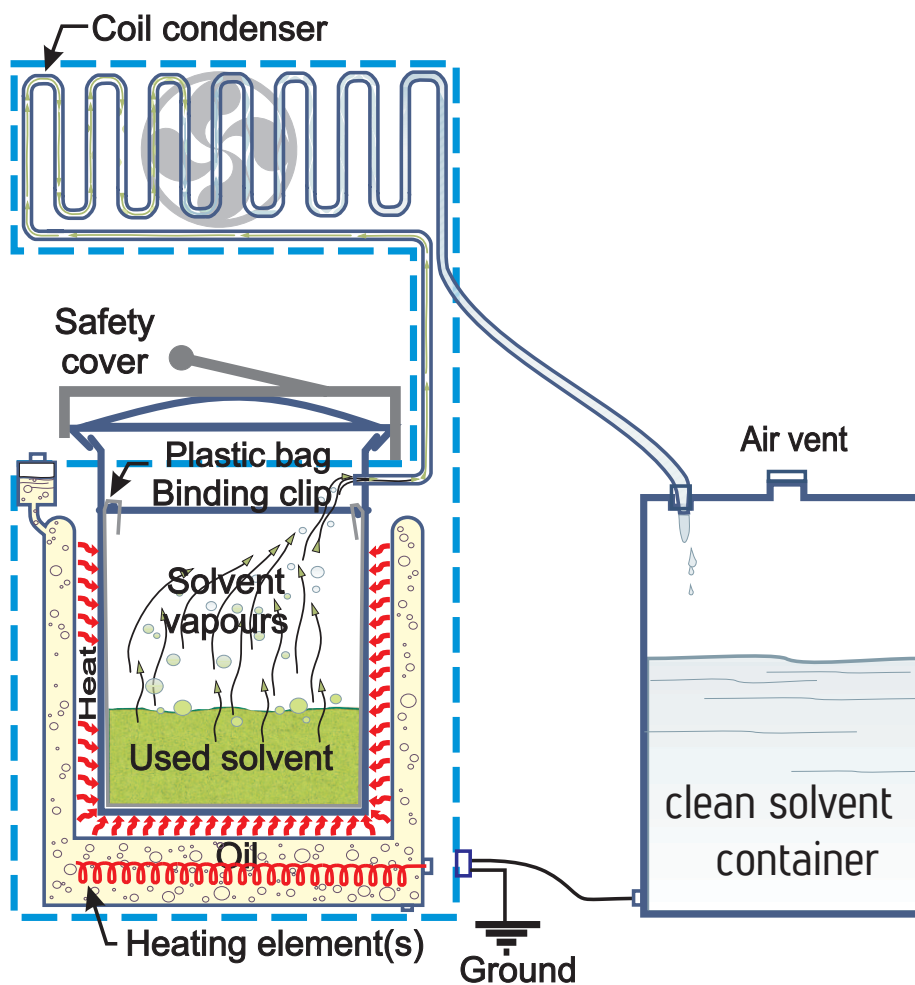 Coil condenser
Safety
cover
Air vent
Plastic bag
Binding clip
Solvent
vapours
Heat
Used solvent
clean solvent
container
Oil
Heating element(s)
Ground